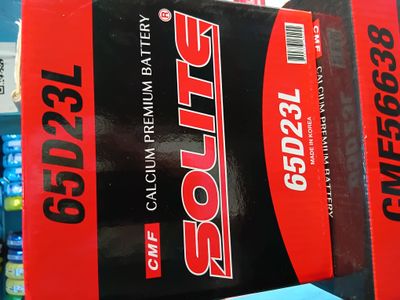 65D23L
CMF CALCIUM PREMIUM BATTERY
SOLITE®
65D23L
MADE IN KOREA
CMF
CALCIUM PREMIUM BATTERY
CMF56638